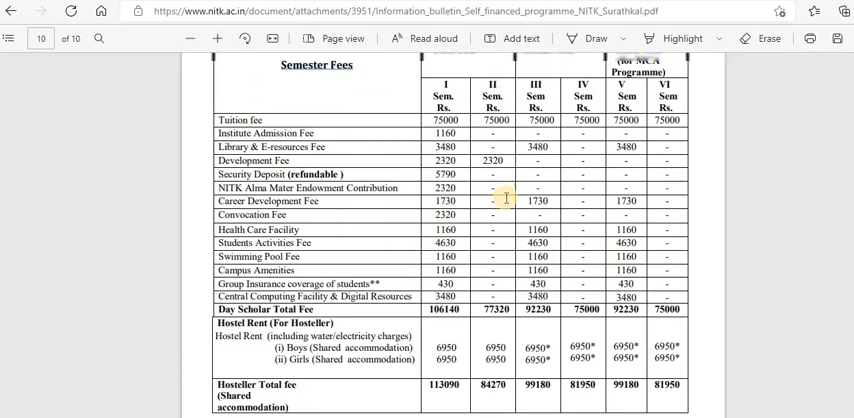 https://www.nitk.ac.in/document/attachments/3951/Information_bulletin_Self_financed_programme_NITK_Surathkal.pdf
10 of 10 Page view Read aloud Add text Draw Highlight Erase
Semester Fees
(for MCA
Programme)
I II III IV V VI
Sem. Sem. Sem Sem Sem Sem
Rs. Rs. Rs. Rs. Rs. Rs.
Tuition fee 75000 75000 75000 75000 75000 75000
Institute Admission Fee 1160 - - - - -
Library & E-resources Fee 3480 - 3480 - 3480 -
Development Fee 2320 2320 - - - -
Security Deposit (refundable ) 5790 - - - - -
NITK Alma Mater Endowment Contribution 2320 - - - - -
Career Development Fee 1730 - 1730 - 1730 -
Convocation Fee 2320 - - - - -
Health Care Facility 1160 - 1160 - 1160 -
Students Activities Fee 4630 - 4630 - 4630 -
Swimming Pool Fee 1160 - 1160 - 1160 -
Campus Amenities 1160 - 1160 - 1160 -
Group Insurance coverage of students** 430 - 430 - 430 -
Central Computing Facility & Digital Resources 3480 - 3480 - 3480 -
Day Scholar Total Fee 106140 77320 92230 75000 92230 75000
Hostel Rent (For Hosteller)
Hostel Rent (including water/electricity charges)
(i) Boys (Shared accommodation) 6950 6950 6950* 6950* 6950* 6950*
(ii) Girls (Shared accommodation) 6950 6950 6950* 6950* 6950* 6950*
Hosteller Total fee 113090 84270 99180 81950 99180 81950
(Shared
accommodation)